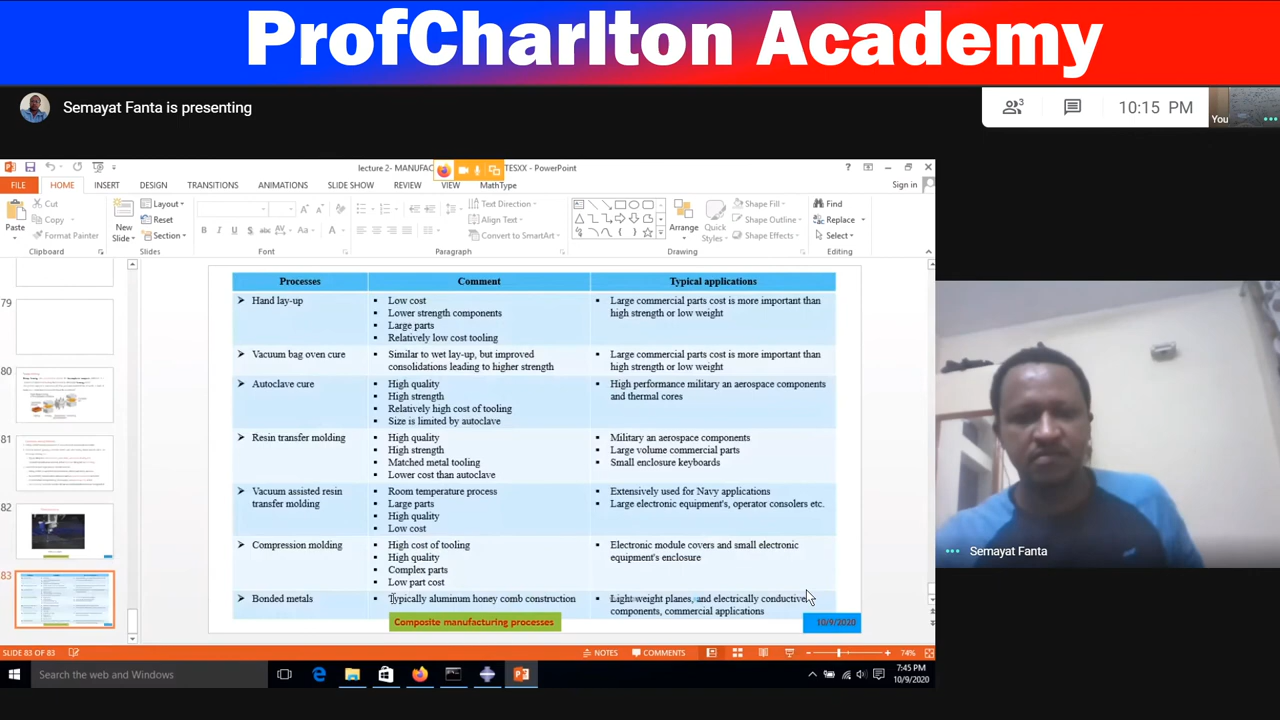 ProfCharlton Academy
Semayat Fanta is presenting
3
10:15 PM
You
lecture 2- MANUFAC
TESXX - PowerPoint
FILE
HOME
INSERT
DESIGN
TRANSITIONS
ANIMATIONS
SLIDE SHOW
REVIEW
VIEW
MathType
Sign in
Paste
Cut
Copy
Format Painter
Clipboard
New
Slide
Layout
Reset
Section
Slides
Font
Text Direction
Align Text
Convert to SmartArt
Paragraph
Arrange
Quick
Styles
Shape Fill
Shape Outline
Shape Effects
Drawing
Find
Replace
Select
Editing
79
80
81
82
83
Processes
Comment
Typical applications
Hand lay-up
Low cost
Lower strength components
Large parts
Relatively low cost tooling
Large commercial parts cost is more important than
high strength or low weight
Vacuum bag oven cure
Similar to wet lay-up, but improved
consolidations leading to higher strength
Large commercial parts cost is more important than
high strength or low weight
Autoclave cure
High quality
High strength
Relatively high cost of tooling
Size is limited by autoclave
High performance military an aerospace components
and thermal cores
Resin transfer molding
High quality
High strength
Matched metal tooling
Lower cost than autoclave
Military an aerospace components
Large volume commercial parts
Small enclosure keyboards
Vacuum assisted resin
transfer molding
Room temperature process
Large parts
High quality
Low cost
Extensively used for Navy applications
Large electronic equipment's, operator consolers etc.
Compression molding
High cost of tooling
High quality
Complex parts
Low part cost
Electronic module covers and small electronic
equipment's enclosure
Bonded metals
Typically aluminum honey comb construction
Light weight planes, and electrically conductive
components, commercial applications
Composite manufacturing processes
10/9/2020
Semayat Fanta
SLIDE 83 OF 83
NOTES
COMMENTS
74%
Search the web and Windows
7:45 PM
10/9/2020